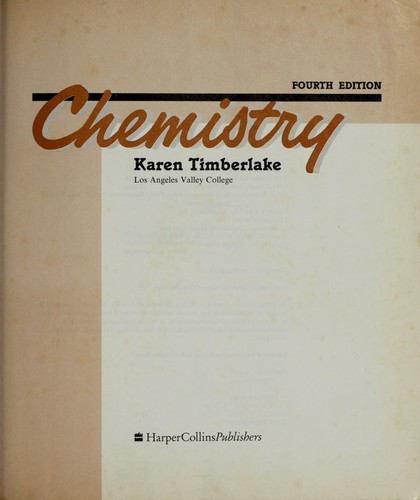 FOURTH EDITION
Chemistry
Karen Timberlake
Los Angeles Valley College
HarperCollinsPublishers